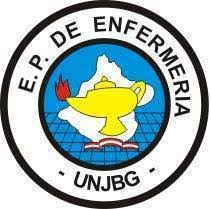 E. P. DE ENFERMERIA
- UNJBG -